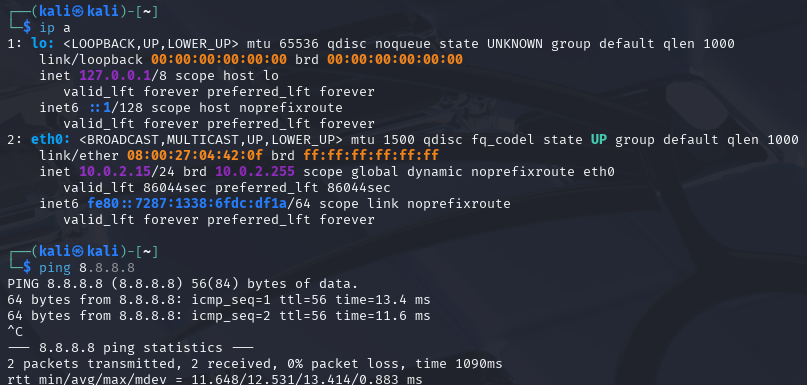 ┌──(kali㉿kali)-[~]
└─$ ip a
1: lo: <LOOPBACK,UP,LOWER_UP> mtu 65536 qdisc noqueue state UNKNOWN group default qlen 1000
    link/loopback 00:00:00:00:00:00 brd 00:00:00:00:00:00
    inet 127.0.0.1/8 scope host lo
       valid_lft forever preferred_lft forever
    inet6 ::1/128 scope host noprefixroute
       valid_lft forever preferred_lft forever
2: eth0: <BROADCAST,MULTICAST,UP,LOWER_UP> mtu 1500 qdisc fq_codel state UP group default qlen 1000
    link/ether 08:00:27:04:42:0f brd ff:ff:ff:ff:ff:ff
    inet 10.0.2.15/24 brd 10.0.2.255 scope global dynamic noprefixroute eth0
       valid_lft 86044sec preferred_lft 86044sec
    inet6 fe80::7287:1338:6fdc:df1a/64 scope link noprefixroute
       valid_lft forever preferred_lft forever
┌──(kali㉿kali)-[~]
└─$ ping 8.8.8.8
PING 8.8.8.8 (8.8.8.8) 56(84) bytes of data.
64 bytes from 8.8.8.8: icmp_seq=1 ttl=56 time=13.4 ms
64 bytes from 8.8.8.8: icmp_seq=2 ttl=56 time=11.6 ms
^C
--- 8.8.8.8 ping statistics ---
2 packets transmitted, 2 received, 0% packet loss, time 1090ms
rtt min/avg/max/mdev = 11.648/12.531/13.414/0.883 ms